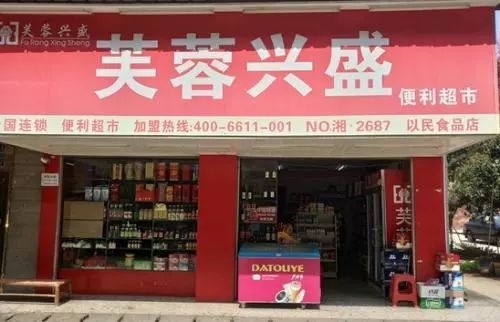 芙蓉兴盛
Fu Rong Xing Sheng
芙蓉兴盛
便利超市
国连锁 便利超市 加盟热线:400-6611-001 NO.湘·2687 以民食品店
DATOUYE
芙蓉